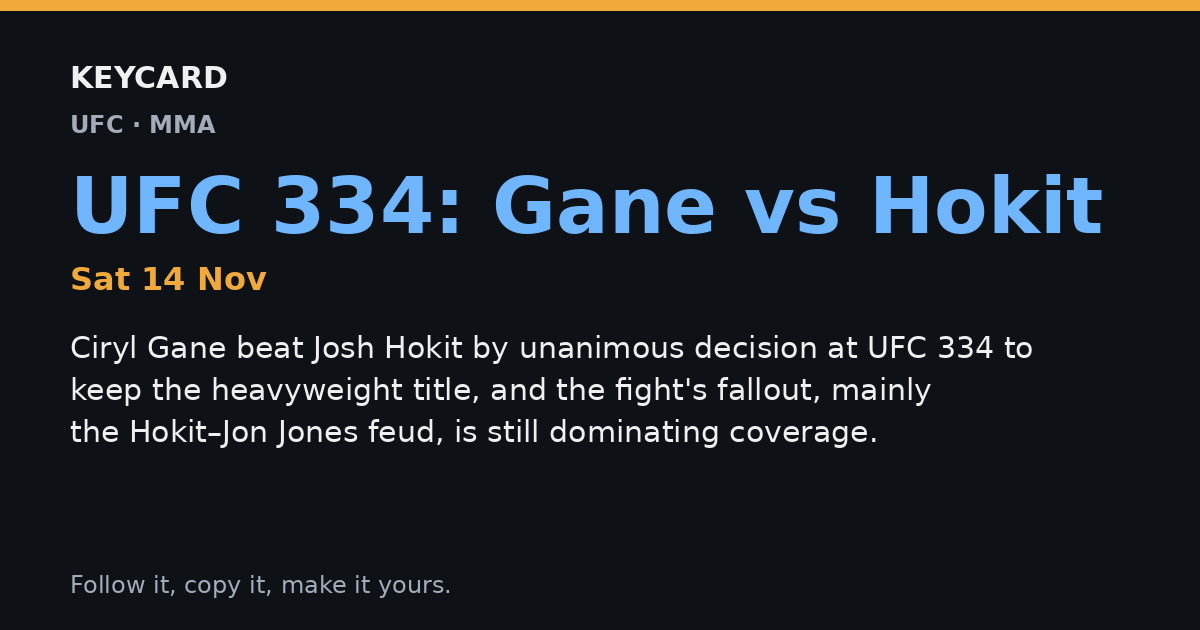 KEYCARD
UFC · MMA
UFC 334: Gane vs Hokit
Sat 14 Nov
Ciryl Gane beat Josh Hokit by unanimous decision at UFC 334 to
keep the heavyweight title, and the fight's fallout, mainly
the Hokit–Jon Jones feud, is still dominating coverage.
Follow it, copy it, make it yours.